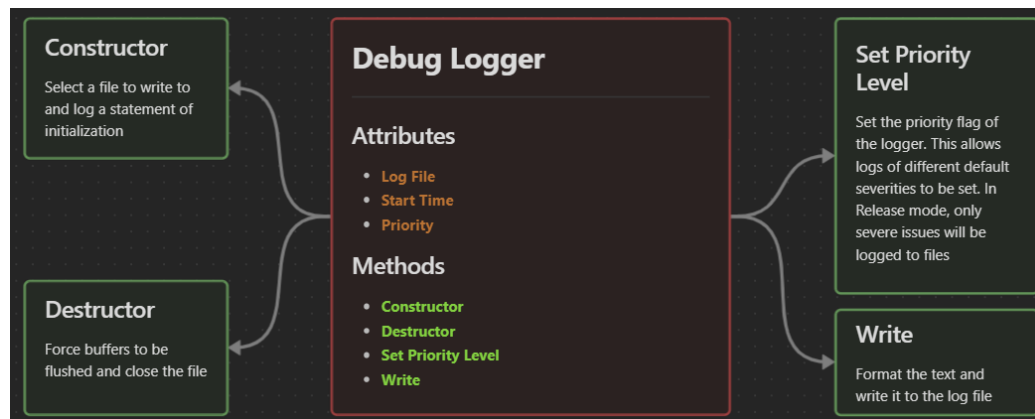 Constructor
Select a file to write to
and log a statement of
initialization
Destructor
Force buffers to be
flushed and close the file
Debug Logger
Attributes
Log File
Start Time
Priority
Methods
Constructor
Destructor
Set Priority Level
Write
Set Priority
Level
Set the priority flag of
the logger. This allows
logs of different default
severities to be set. In
Release mode, only
severe issues will be
logged to files
Write
Format the text and
write it to the log file